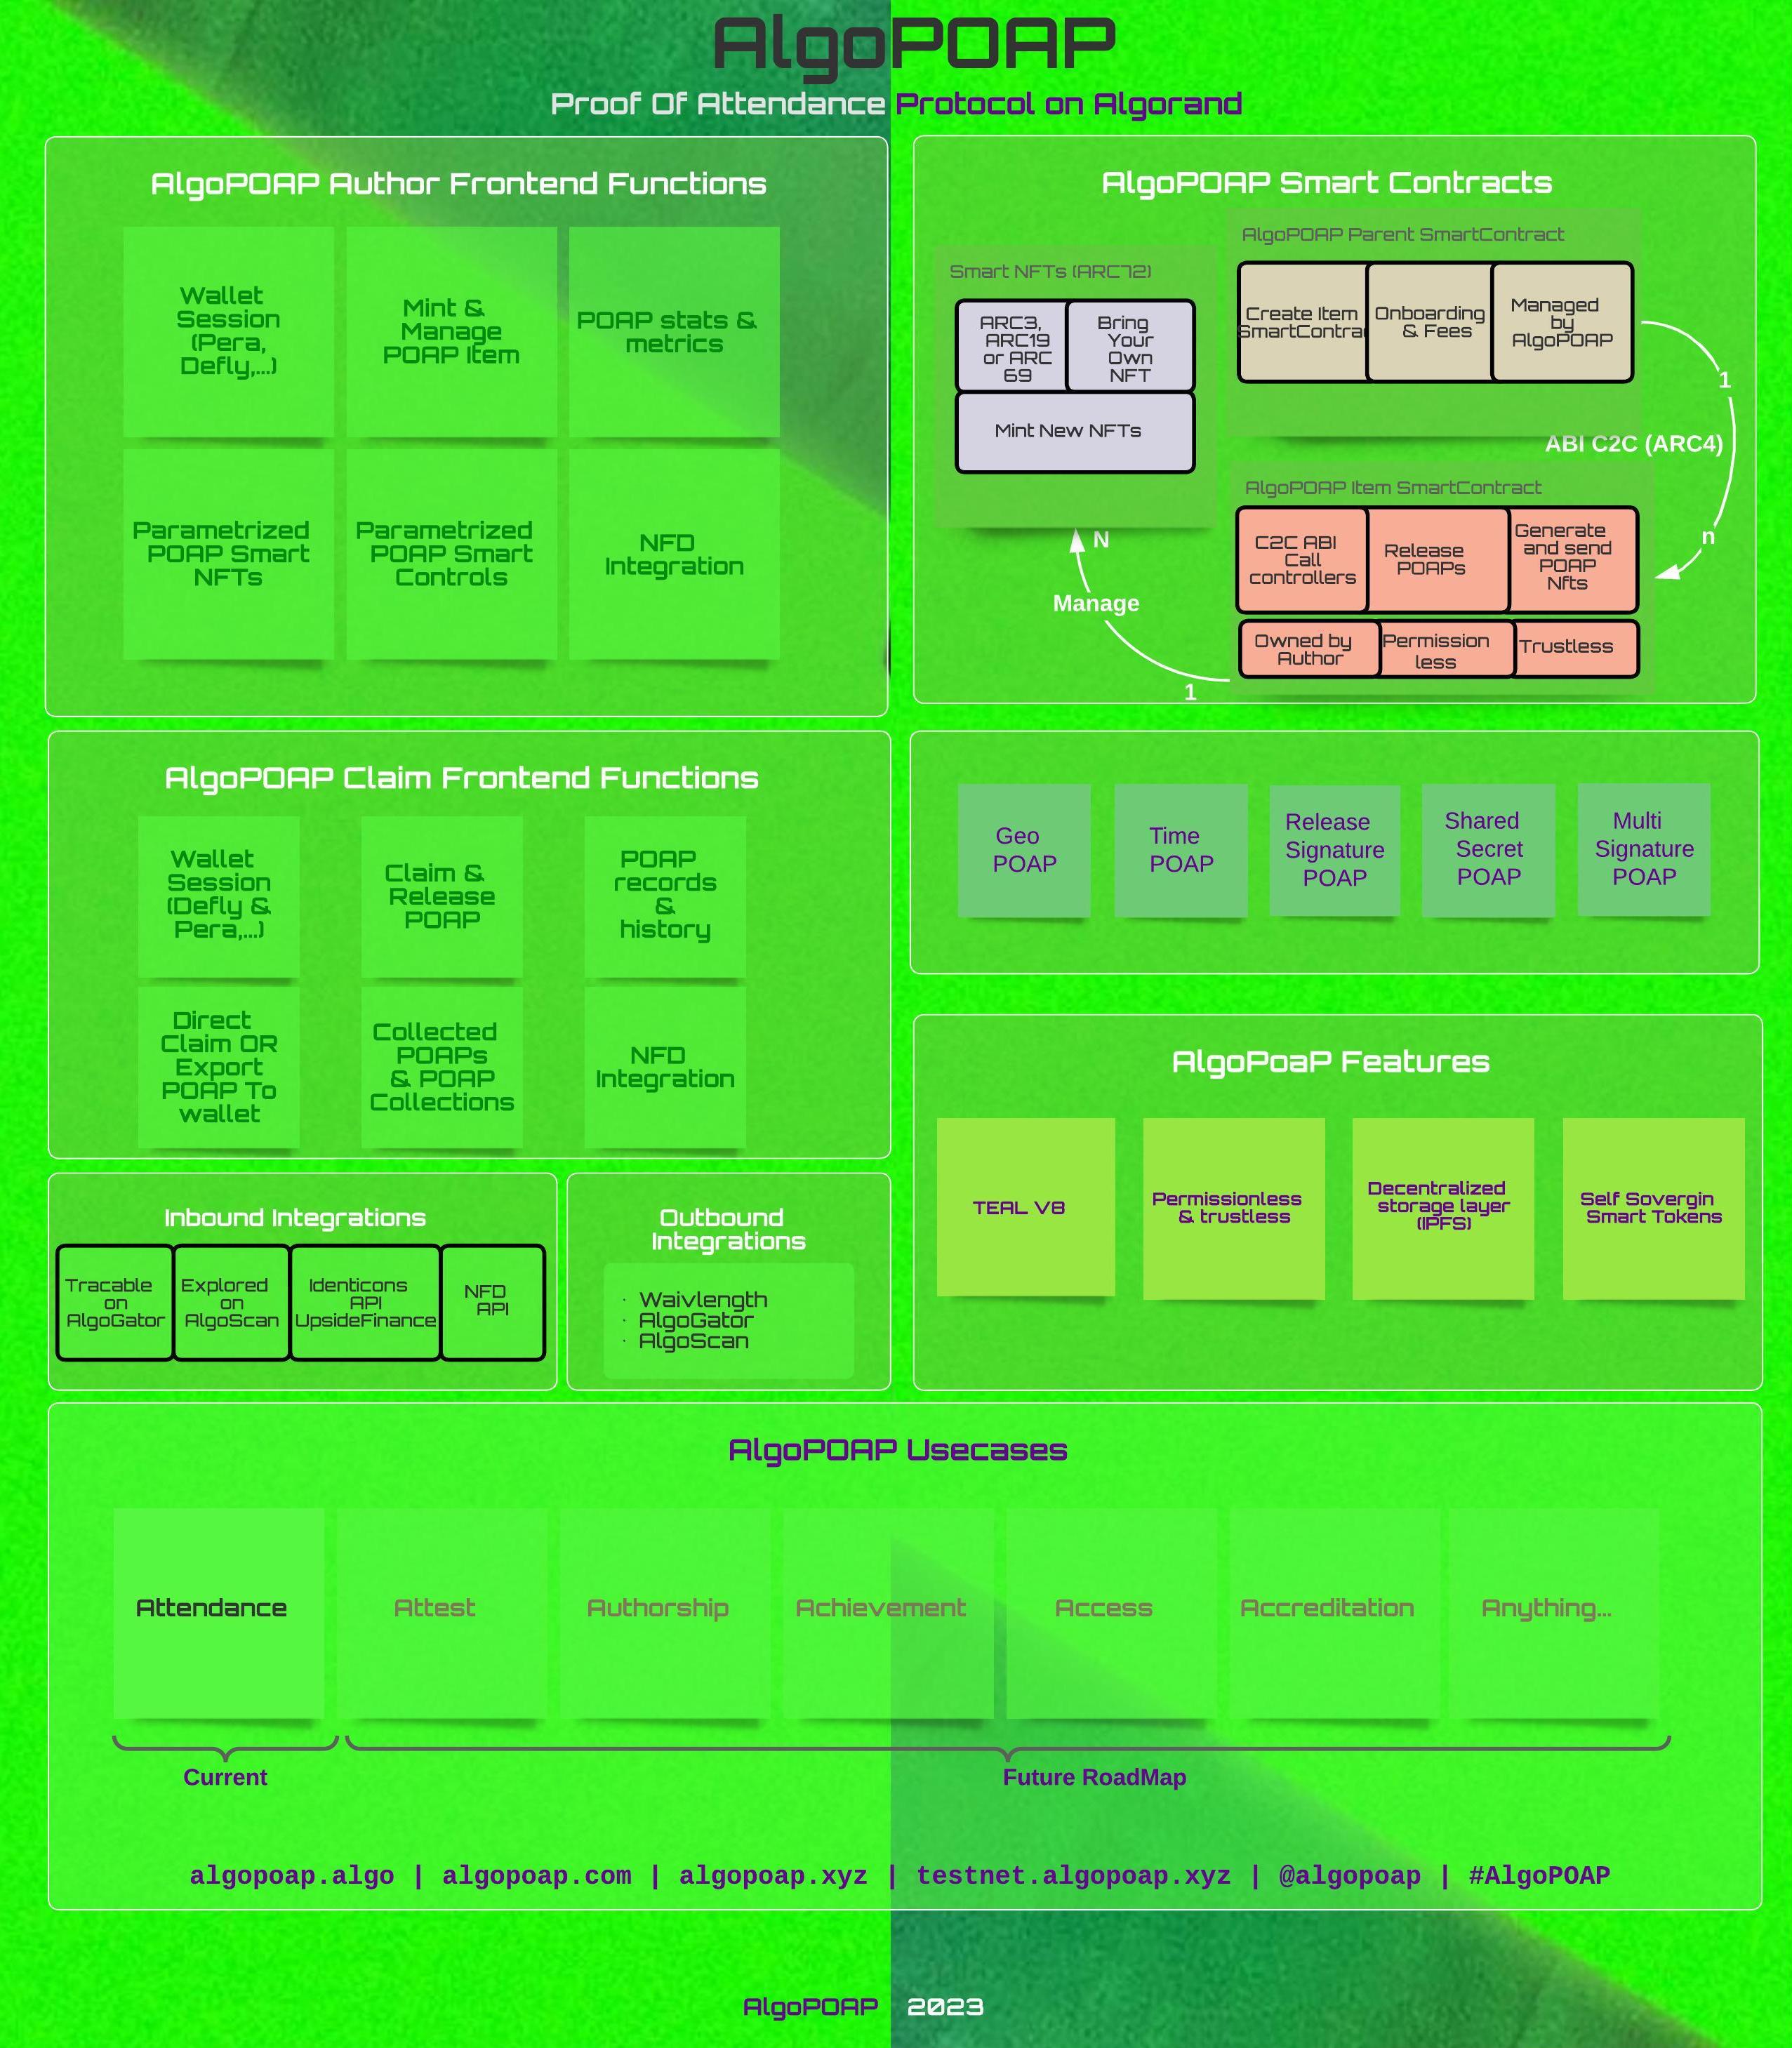 AlgoPOAP
Proof Of Attendance Protocol on Algorand
AlgoPOAP Author Frontend Functions
Wallet
Session
(Pera,
Defly,...)
Mint &
Manage
POAP Item
POAP stats &
metrics
Parametrized
POAP Smart
NFTs
Parametrized
POAP Smart
Controls
NFD
Integration
AlgoPOAP Smart Contracts
Smart NFTs (ARC72)
ARC3,
ARC19
or ARC
69
Bring
Your
Own
NFT
Mint New NFTs
AlgoPOAP Parent SmartContract
Create Item
SmartContrac
Onboarding
& Fees
Managed
by
AlgoPOAP
1
ABI C2C (ARC4)
n
AlgoPOAP Item SmartContract
C2C ABI
Call
controllers
Release
POAPs
Generate
and send
POAP
Nfts
Owned by
Author
Permission
less
Trustless
N
Manage
1
AlgoPOAP Claim Frontend Functions
Wallet
Session
(Defly &
Pera,...)
Claim &
Release
POAP
POAP
records
&
history
Direct
Claim OR
Export
POAP To
wallet
Collected
POAPs
& POAP
Collections
NFD
Integration
Geo
POAP
Time
POAP
Release
Signature
POAP
Shared
Secret
POAP
Multi
Signature
POAP
AlgoPoaP Features
TEAL V8
Permissionless
& trustless
Decentralized
storage layer
(IPFS)
Self Sovergin
Smart Tokens
Inbound Integrations
Tracable
on
AlgoGator
Explored
on
AlgoScan
Identicons
API
UpsideFinance
NFD
API
Outbound
Integrations
· Waivlength
· AlgoGator
· AlgoScan
AlgoPOAP Usecases
Attendance
Attest
Authorship
Achievement
Access
Accreditation
Anything...
Current
Future RoadMap
algopoap.algo | algopoap.com | algopoap.xyz | testnet.algopoap.xyz | @algopoap | #AlgoPOAP
AlgoPOAP 2023